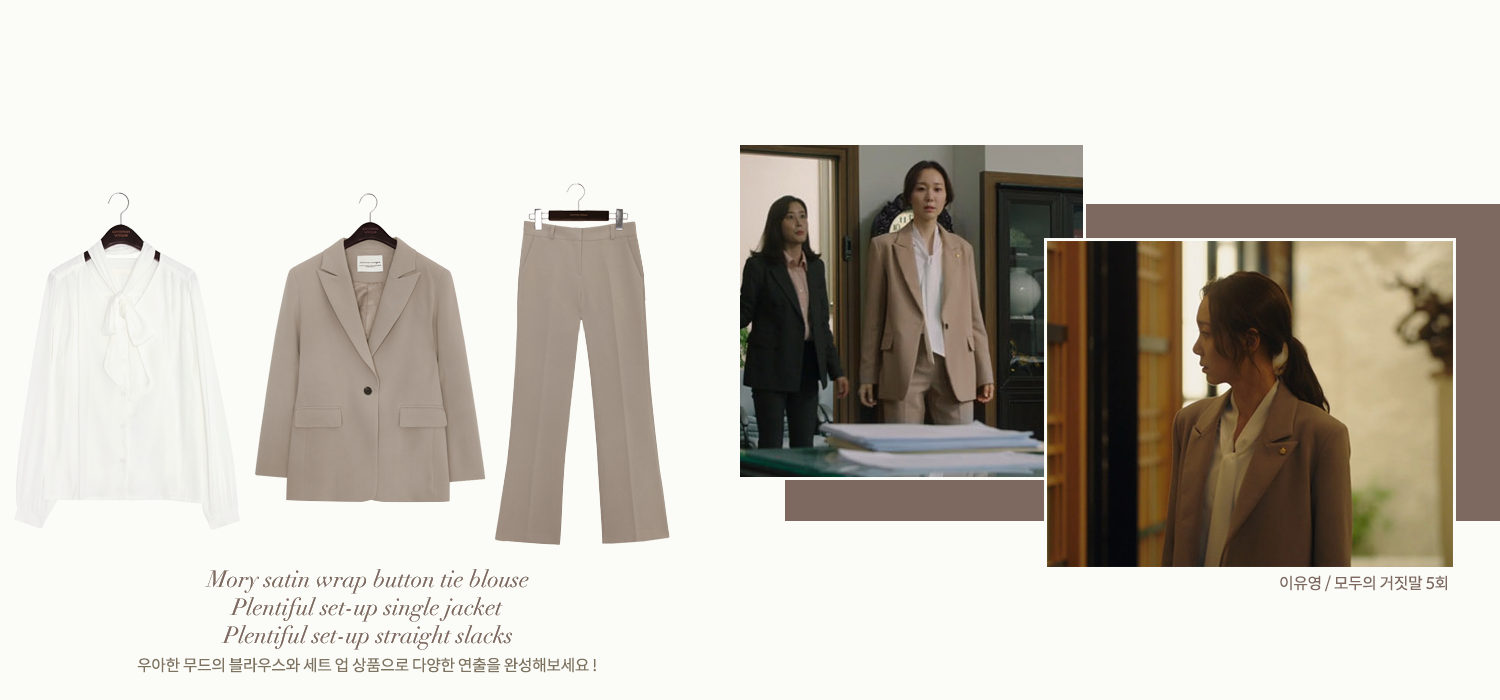 Mory satin wrap button tie blouse
Plentiful set-up single jacket
Plentiful set-up straight slacks
우아한 무드의 블라우스와 세트 업 상품으로 다양한 연출을 완성해보세요 !
이유영 / 모두의 거짓말 5회